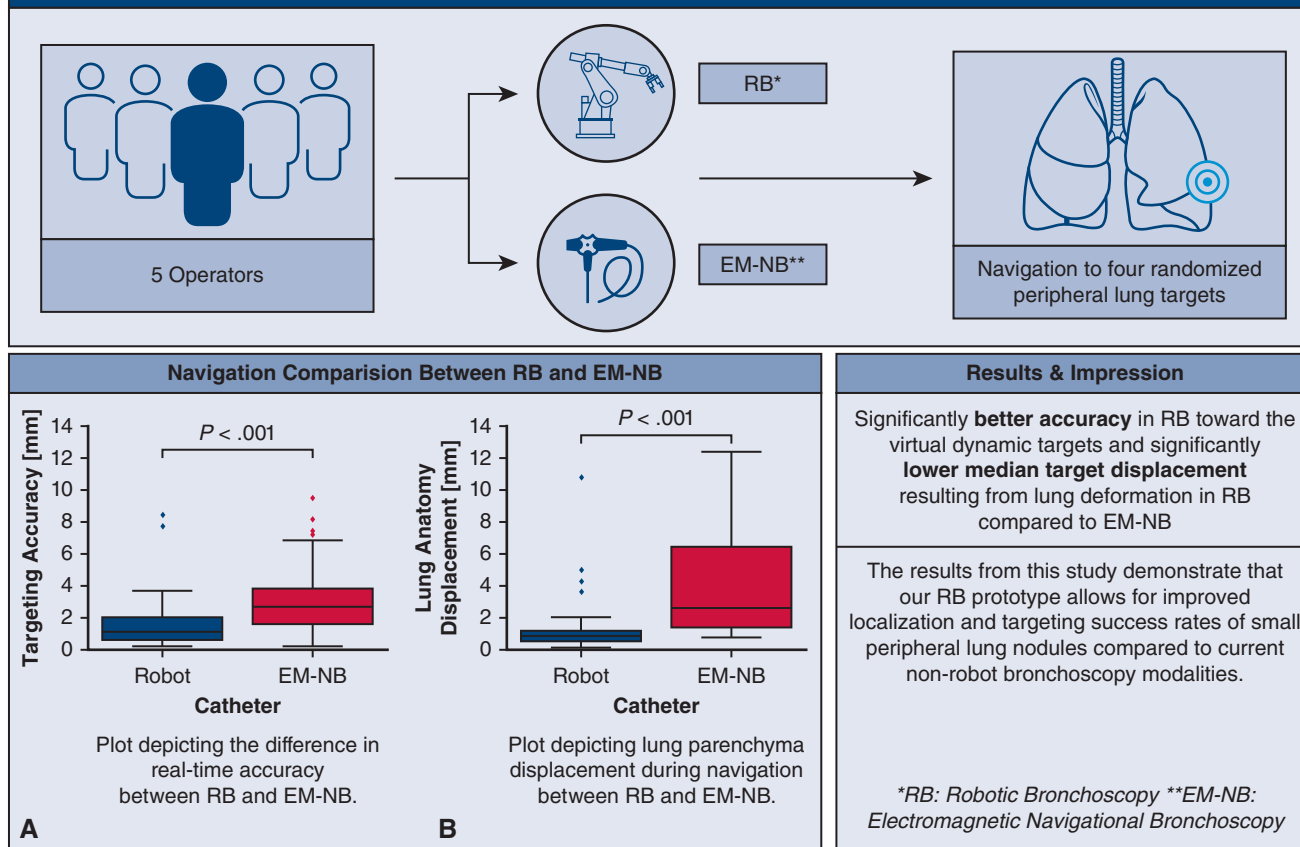 5 Operators
RB*
EM-NB**
Navigation to four randomized
peripheral lung targets
Navigation Comparision Between RB and EM-NB
Targeting Accuracy [mm]
14
12
10
8
6
4
2
0
P < .001
Robot
EM-NB
Catheter
Plot depicting the difference in
real-time accuracy
between RB and EM-NB.
A
Lung Anatomy
Displacement [mm]
14
12
10
8
6
4
2
0
P < .001
Robot
EM-NB
Catheter
Plot depicting lung parenchyma
displacement during navigation
between RB and EM-NB.
B
Results & Impression
Significantly better accuracy in RB toward the
virtual dynamic targets and significantly
lower median target displacement
resulting from lung deformation in RB
compared to EM-NB
The results from this study demonstrate that
our RB prototype allows for improved
localization and targeting success rates of small
peripheral lung nodules compared to current
non-robot bronchoscopy modalities.
*RB: Robotic Bronchoscopy **EM-NB:
Electromagnetic Navigational Bronchoscopy